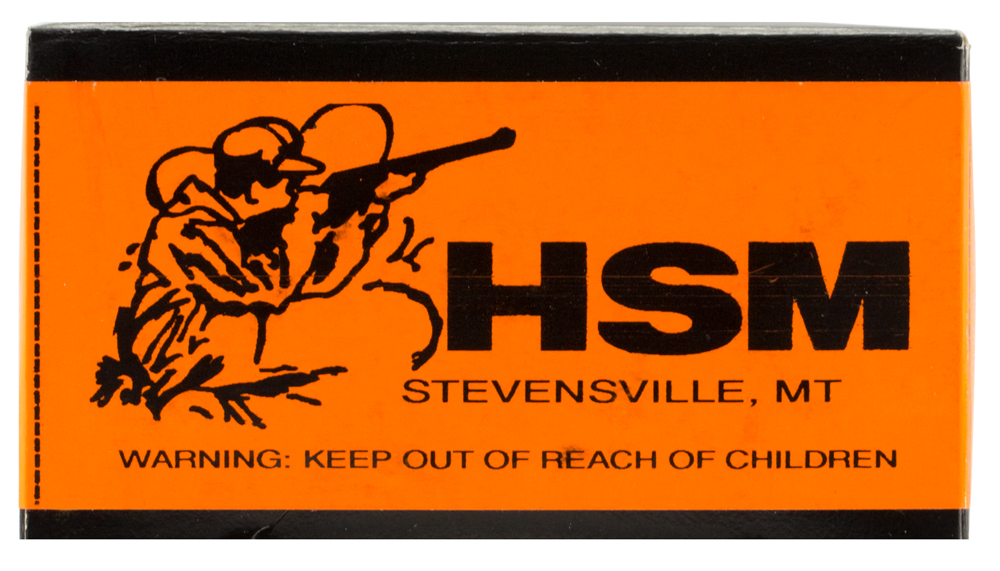 HSM
STEVENSVILLE, MT
WARNING: KEEP OUT OF REACH OF CHILDREN